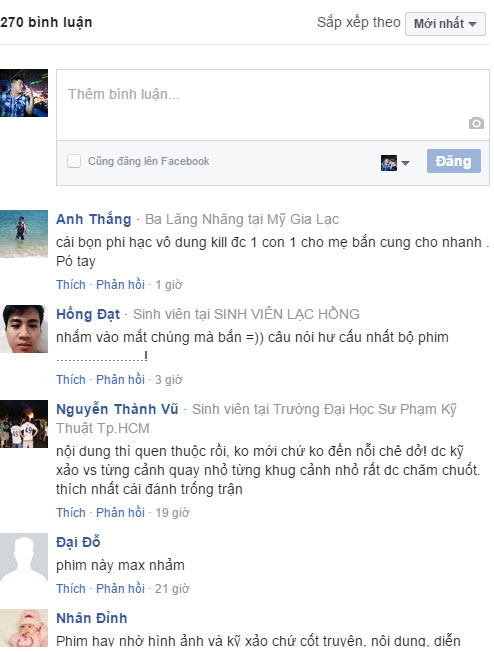 270 bình luận
Sắp xếp theo Mới nhất
Thêm bình luận...
Cũng đăng lên Facebook
Đăng
Anh Thắng · Ba Lăng Nhăng tại Mỹ Gia Lạc
cái bọn phi hạc vô dung kill đc 1 con 1 cho mẹ bắn cung cho nhanh .
Pó tay
Thích · Phản hồi · 1 giờ
Hồng Đạt · Sinh viên tại SINH VIÊN LẠC HỒNG
nhắm vào mắt chúng mà bắn =)) câu nói hư cấu nhất bộ phim
......................!
Thích · Phản hồi · 3 giờ
Nguyễn Thành Vũ · Sinh viên tại Trường Đại Học Sư Phạm Kỹ
Thuật Tp.HCM
nội dung thì quen thuộc rồi, ko mới chứ ko đến nỗi chê dở! dc kỹ
xảo vs từng cảnh quay nhỏ từng khug cảnh nhỏ rất dc chăm chuốt.
thích nhất cái đánh trống trận
Thích · Phản hồi · 19 giờ
Đại Đỗ
phim này max nhảm
Thích · Phản hồi · 21 giờ
Nhân Đỉnh
Phim hay nhờ hình ảnh và kỹ xảo chứ cốt truyện, nội dung, diễn